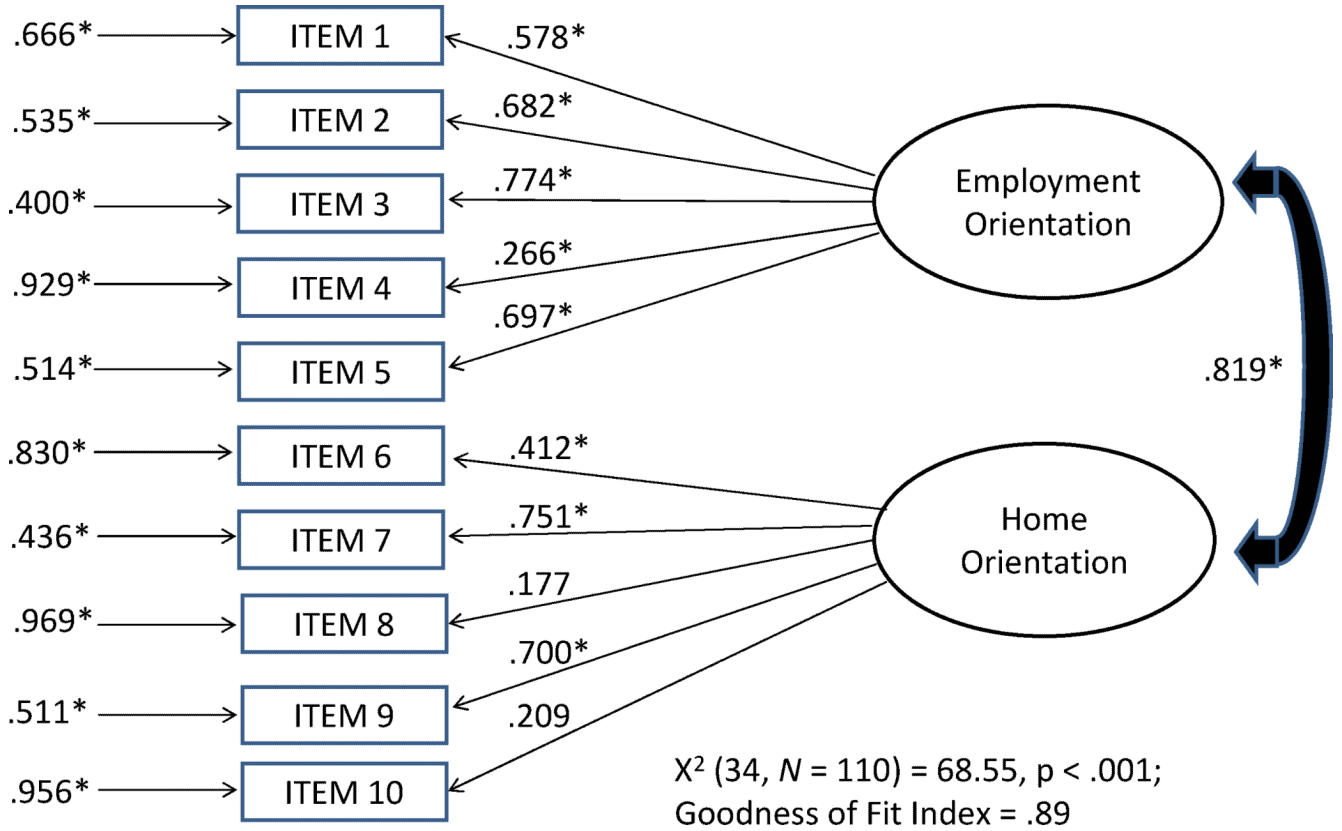 .666*
ITEM 1
.578*
.535*
ITEM 2
.682*
.400*
ITEM 3
.774*
Employment
Orientation
.929*
ITEM 4
.266*
.514*
ITEM 5
.697*
.819*
.830*
ITEM 6
.412*
.436*
ITEM 7
.751*
Home
Orientation
.969*
ITEM 8
.177
.511*
ITEM 9
.700*
.956*
ITEM 10
.209
X² (34, N = 110) = 68.55, p < .001;
Goodness of Fit Index = .89